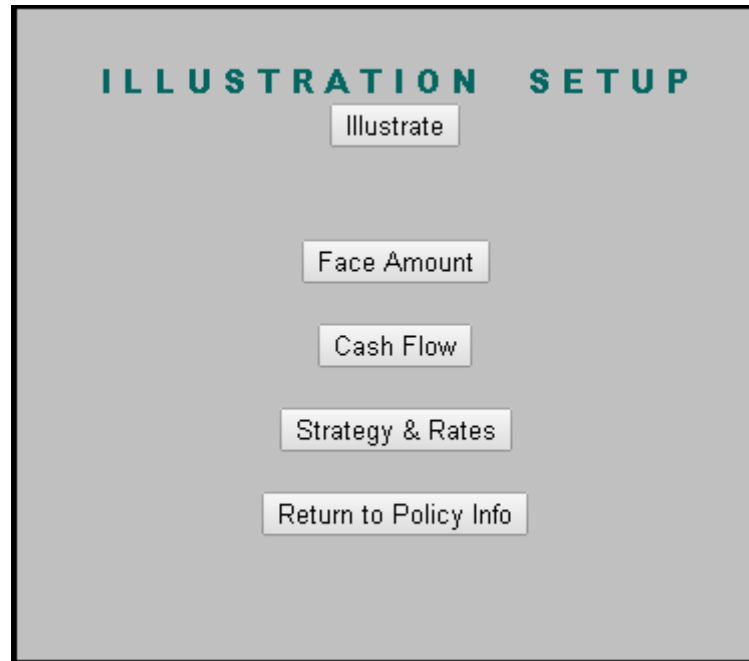 ILLUSTRATION SETUP
Illustrate
Face Amount
Cash Flow
Strategy & Rates
Return to Policy Info